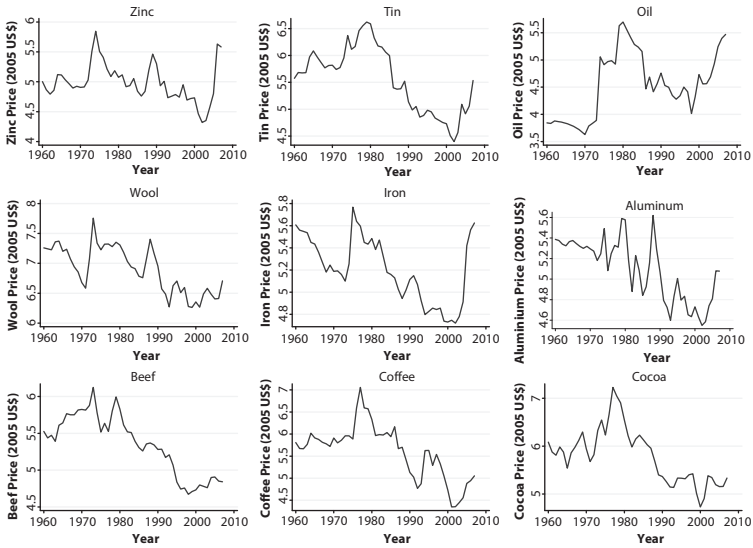 Zinc
Zinc Price (2005 US$)
4 4.5 5 5.5 6
1960 1970 1980 1990 2000 2010
Year
Tin
Tin Price (2005 US$)
4.5 5 5.5 6 6.5
1960 1970 1980 1990 2000 2010
Year
Oil
Oil Price (2005 US$)
3.5 4 4.5 5 5.5
1960 1970 1980 1990 2000 2010
Year
Wool
Wool Price (2005 US$)
6 6.5 7 7.5 8
1960 1970 1980 1990 2000 2010
Year
Iron
Iron Price (2005 US$)
4.8 5 5.2 5.4 5.6 5.8
1960 1970 1980 1990 2000 2010
Year
Aluminum
Aluminium Price (2005 US$)
4.6 4.8 5 5.2 5.4 5.6
1960 1970 1980 1990 2000 2010
Year
Beef
Beef Price (2005 US$)
4.5 5 5.5 6
1960 1970 1980 1990 2000 2010
Year
Coffee
Coffee Price (2005 US$)
4.5 5 5.5 6 6.5 7
1960 1970 1980 1990 2000 2010
Year
Cocoa
Cocoa Price (2005 US$)
5 6 7
1960 1970 1980 1990 2000 2010
Year